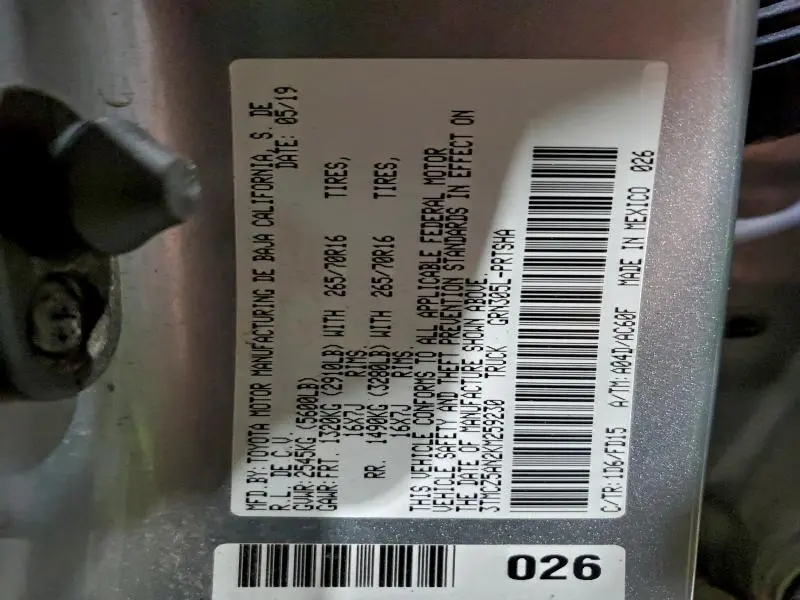 MFD.BY:TOYOTA MOTOR MANUFACTURING DE BAJA CALIFORNIA, S. DE
R.L. DE C.V. DATE: 05/19
GVWR: 2545KG (5600LB)
GAWR: FRT. 1320KG (2910LB) WITH 265/70R16 TIRES,
16X7J RIMS
RR. 1490KG (3280LB) WITH 265/70R16 TIRES,
16X7J RIMS
THIS VEHICLE CONFORMS TO ALL APPLICABLE FEDERAL MOTOR
VEHICLE SAFETY AND THEFT PREVENTION STANDARDS IN EFFECT ON
THE DATE OF MANUFACTURE SHOWN ABOVE.
3TMCZ5AN2KM259230 TRUCK GRN305L-PRTSHA
C/TR:1D6/FD15 A/TM:A04D/AC60F MADE IN MEXICO 026
026